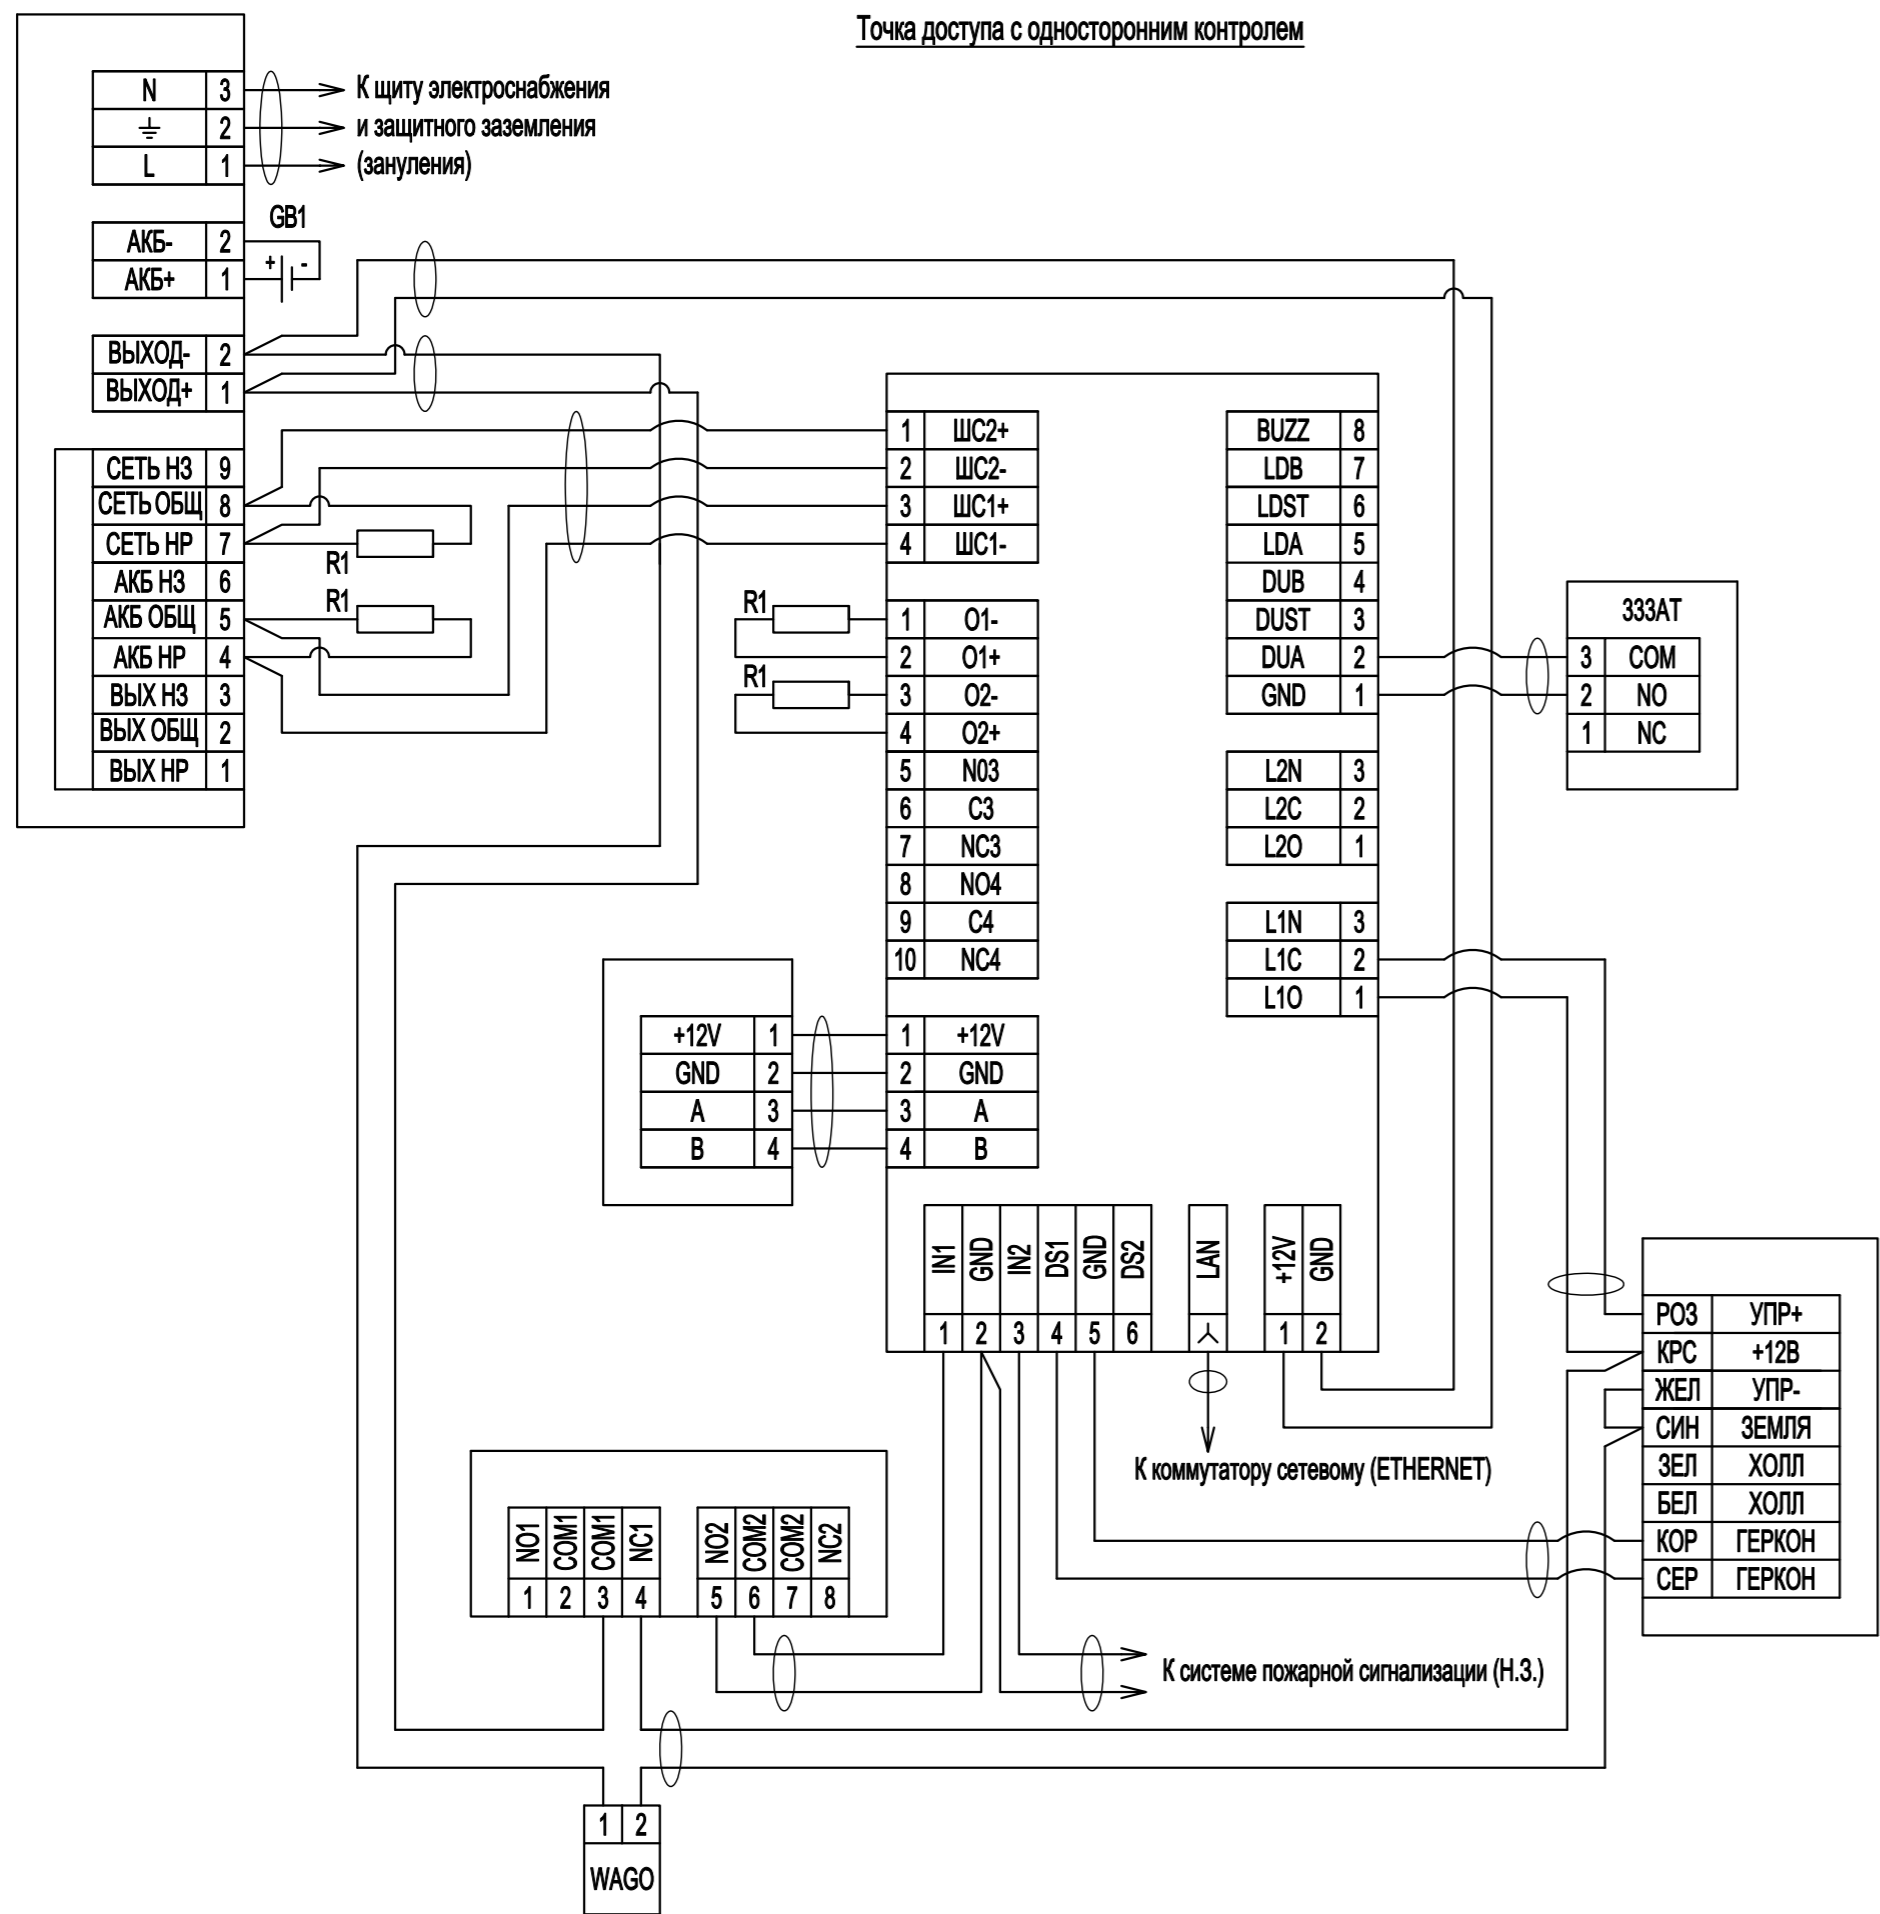 Точка доступа с односторонним контролем
N 3
2
L 1
К щиту электроснабжения
и защитного заземления
(зануления)
GB1
АКБ- 2
АКБ+ 1
+ -
ВЫХОД- 2
ВЫХОД+ 1
СЕТЬ НЗ 9
СЕТЬ ОБЩ 8
СЕТЬ НР 7
АКБ НЗ 6
АКБ ОБЩ 5
АКБ НР 4
ВЫХ НЗ 3
ВЫХ ОБЩ 2
ВЫХ НР 1
R1
R1
1 ШС2+
2 ШС2-
3 ШС1+
4 ШС1-
R1
R1
1 O1-
2 O1+
3 O2-
4 O2+
5 N03
6 C3
7 NC3
8 NO4
9 C4
10 NC4
BUZZ 8
LDB 7
LDST 6
LDA 5
DUB 4
DUST 3
DUA 2
GND 1
L2N 3
L2C 2
L2O 1
L1N 3
L1C 2
L1O 1
333АТ
3 COM
2 NO
1 NC
+12V 1
GND 2
A 3
B 4
1 +12V
2 GND
3 A
4 B
IN1 GND IN2 DS1 GND DS2
1 2 3 4 5 6
LAN
+12V GND
1 2
К коммутатору сетевому (ETHERNET)
РОЗ УПР+
КРС +12В
ЖЕЛ УПР-
СИН ЗЕМЛЯ
ЗЕЛ ХОЛЛ
БЕЛ ХОЛЛ
КОР ГЕРКОН
СЕР ГЕРКОН
NO1 COM1 COM1 NC1
1 2 3 4
NO2 COM2 COM2 NC2
5 6 7 8
К системе пожарной сигнализации (Н.З.)
1 2
WAGO